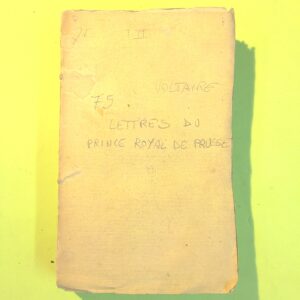 VOLTAIRE
75
LETTRES DU
PRINCE ROYAL DE PRUSSE